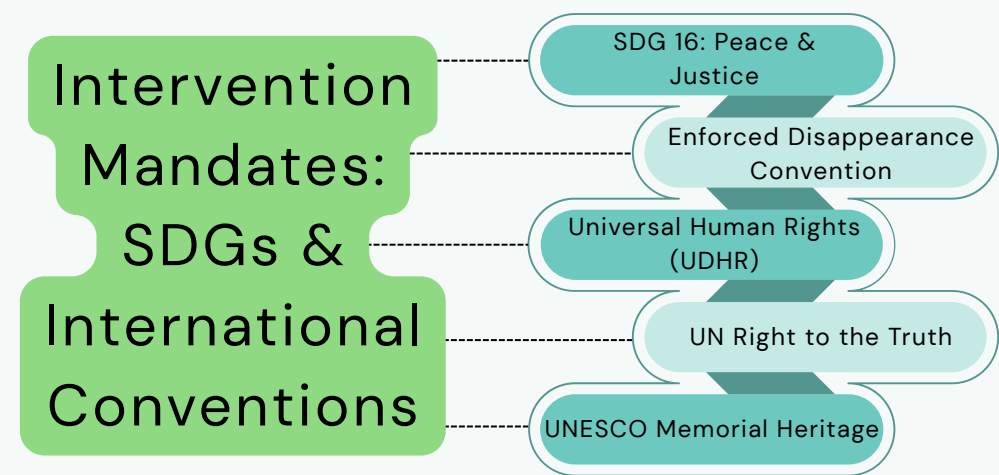 Intervention
Mandates:
SDGs &
International
Conventions
SDG 16: Peace &
Justice
Enforced Disappearance
Convention
Universal Human Rights
(UDHR)
UN Right to the Truth
UNESCO Memorial Heritage